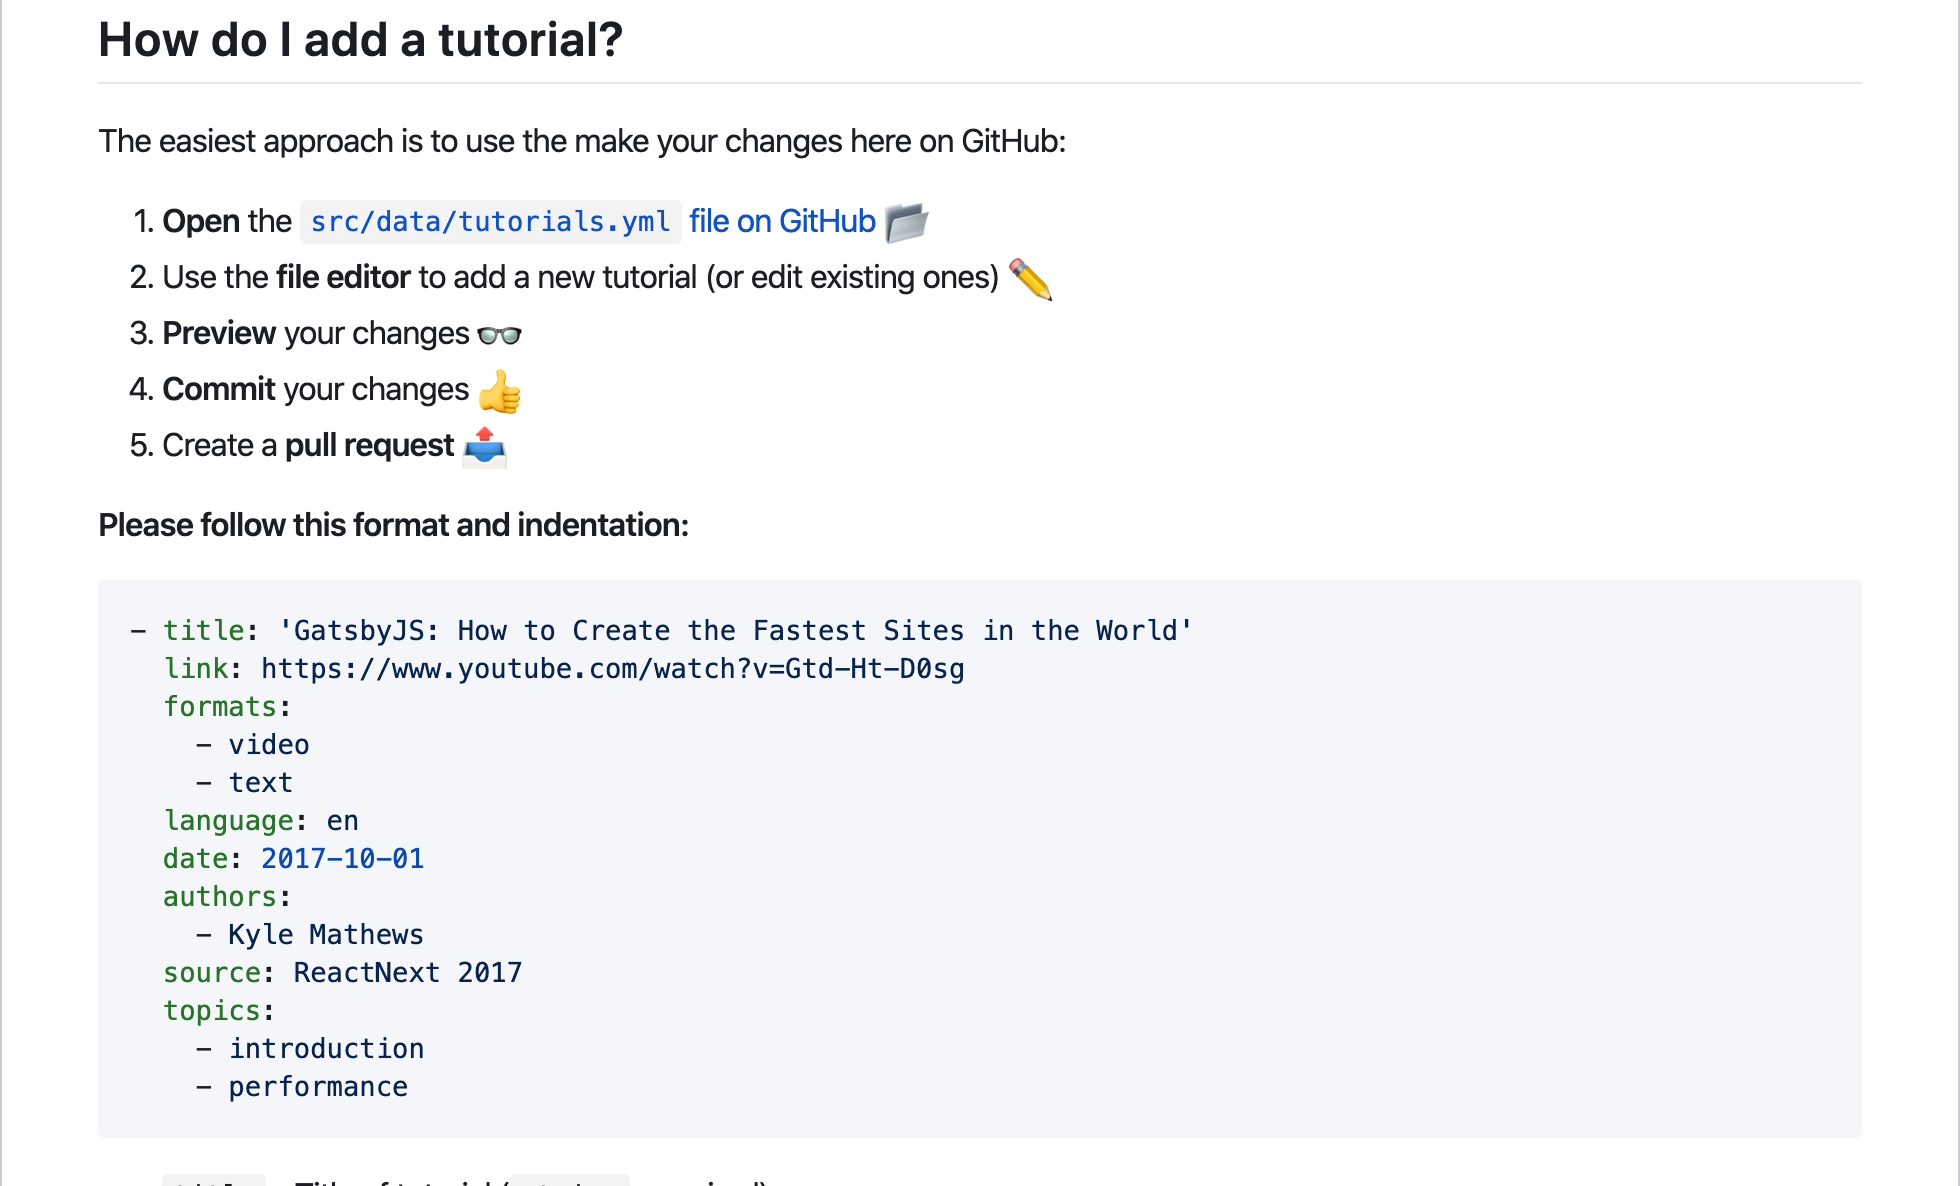 How do I add a tutorial?
The easiest approach is to use the make your changes here on GitHub:
1. Open the src/data/tutorials.yml file on GitHub
2. Use the file editor to add a new tutorial (or edit existing ones)
3. Preview your changes
4. Commit your changes
5. Create a pull request
Please follow this format and indentation:
- title: 'GatsbyJS: How to Create the Fastest Sites in the World'
  link: https://www.youtube.com/watch?v=Gtd-Ht-D0sg
  formats:
    - video
    - text
  language: en
  date: 2017-10-01
  authors:
    - Kyle Mathews
  source: ReactNext 2017
  topics:
    - introduction
    - performance
Title of tutorial